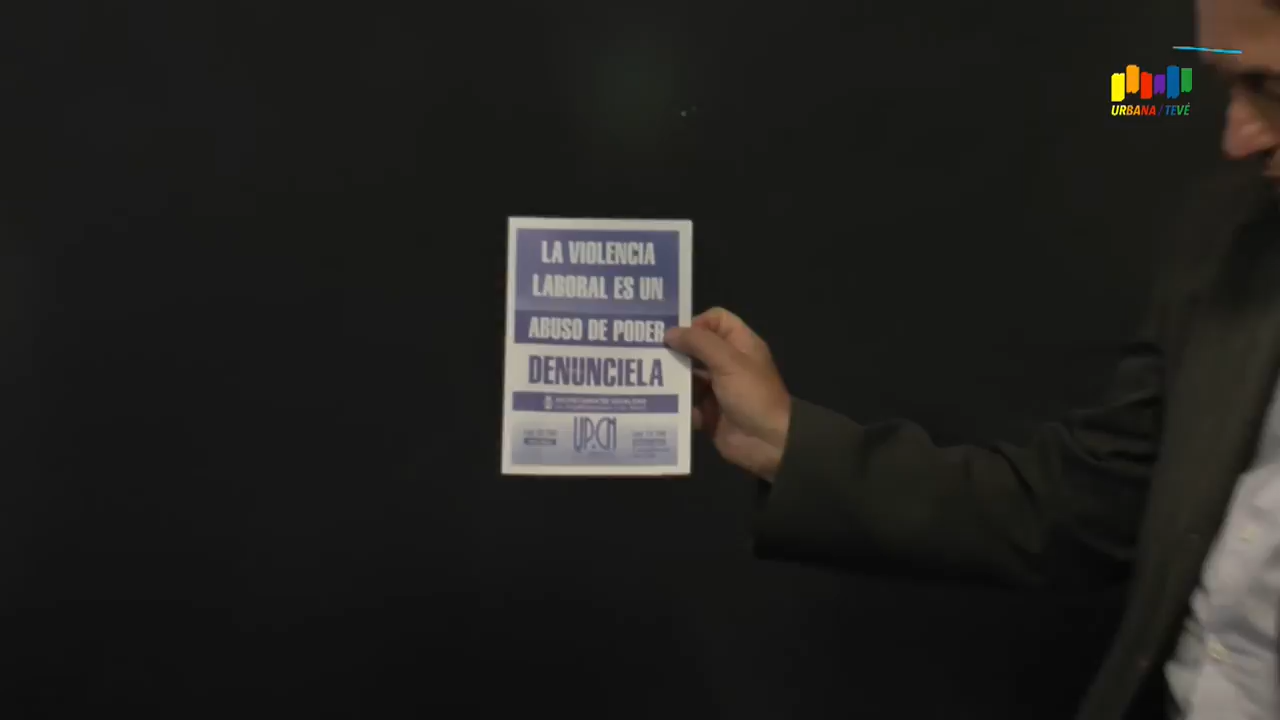 URBANA/TEVÉ
LA VIOLENCIA
LABORAL ES UN
ABUSO DE PODER
DENUNCIELA
UPCN